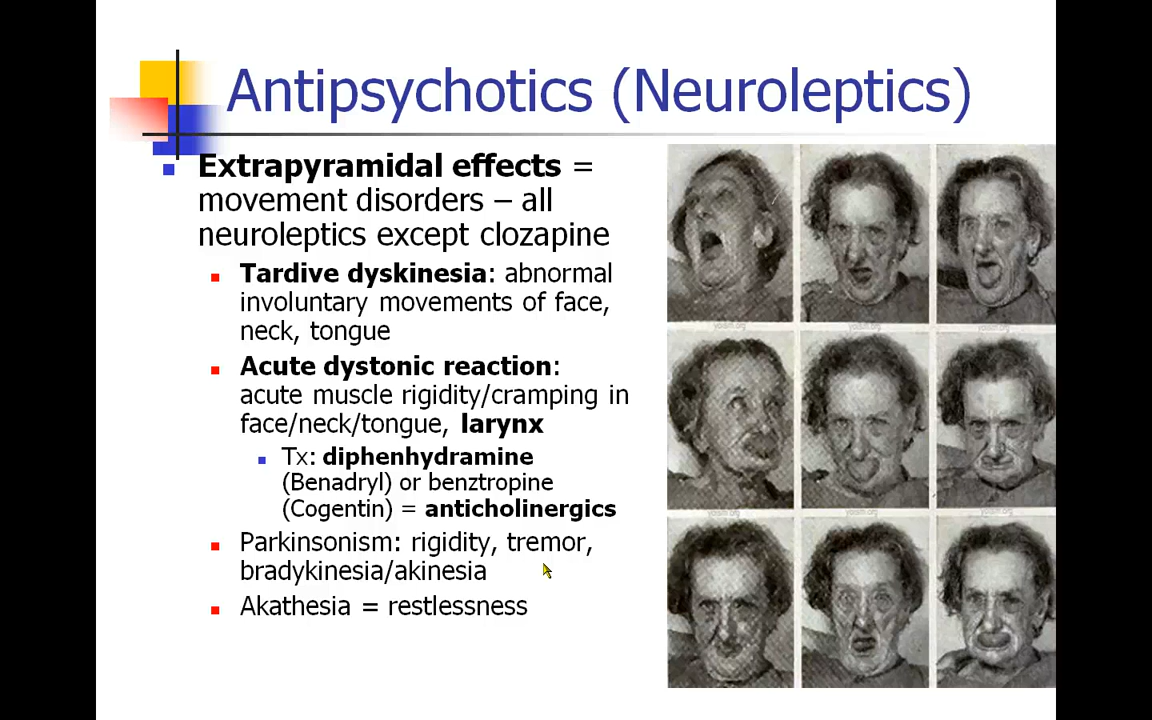 Antipsychotics (Neuroleptics)
Extrapyramidal effects =
movement disorders – all
neuroleptics except clozapine
Tardive dyskinesia: abnormal
involuntary movements of face,
neck, tongue
Acute dystonic reaction:
acute muscle rigidity/cramping in
face/neck/tongue, larynx
Tx: diphenhydramine
(Benadryl) or benztropine
(Cogentin) = anticholinergics
Parkinsonism: rigidity, tremor,
bradykinesia/akinesia
Akathesia = restlessness